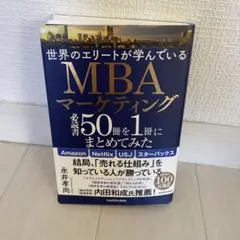 世界のエリートが学んでいる
MBA
マーケティング
必読書50冊を1冊に
まとめてみた
Amazon Netflix USJ スターバックス
結局、「売れる仕組み」を
知っている人が勝っている
永井孝尚
内田和成氏推薦!
KADOKAWA